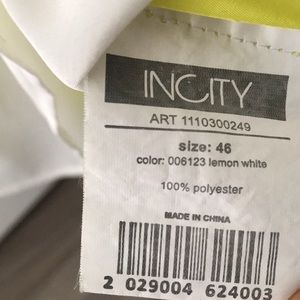 INCITY
ART 1110300249
size: 46
color: 006123 lemon white
100% polyester
MADE IN CHINA
2 029004 624003